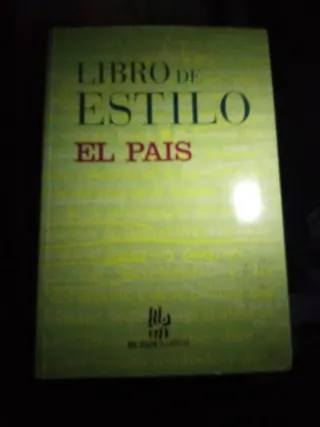 LIBRO DE
ESTILO
EL PAIS